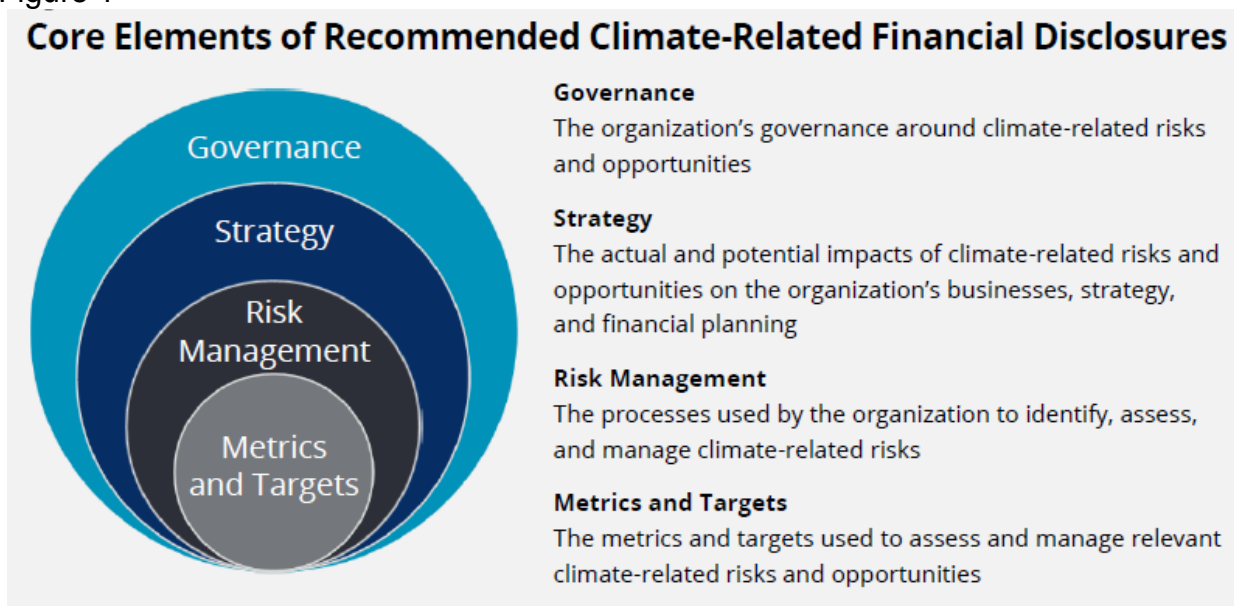 Core Elements of Recommended Climate-Related Financial Disclosures
Governance
Strategy
Risk
Management
Metrics
and Targets
Governance
The organization's governance around climate-related risks
and opportunities
Strategy
The actual and potential impacts of climate-related risks and
opportunities on the organization's businesses, strategy,
and financial planning
Risk Management
The processes used by the organization to identify, assess,
and manage climate-related risks
Metrics and Targets
The metrics and targets used to assess and manage relevant
climate-related risks and opportunities